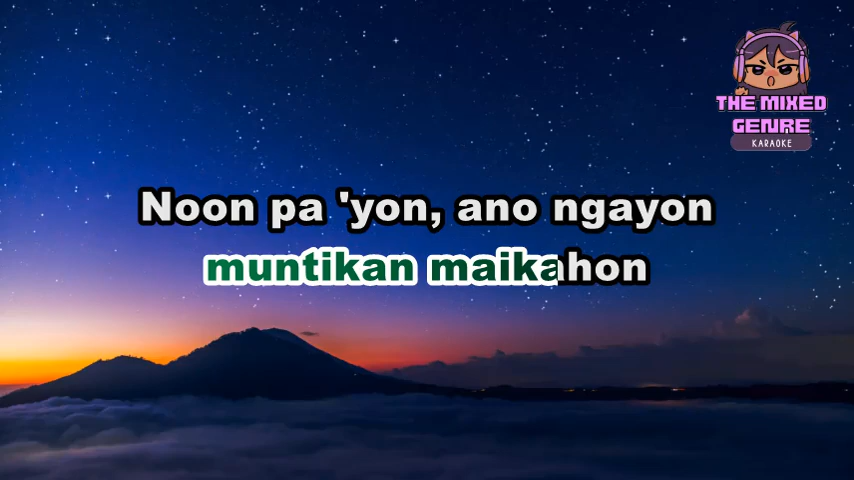 THE MIXED
GENRE
KARAOKE
Noon pa 'yon, ano ngayon
muntikan maikahon